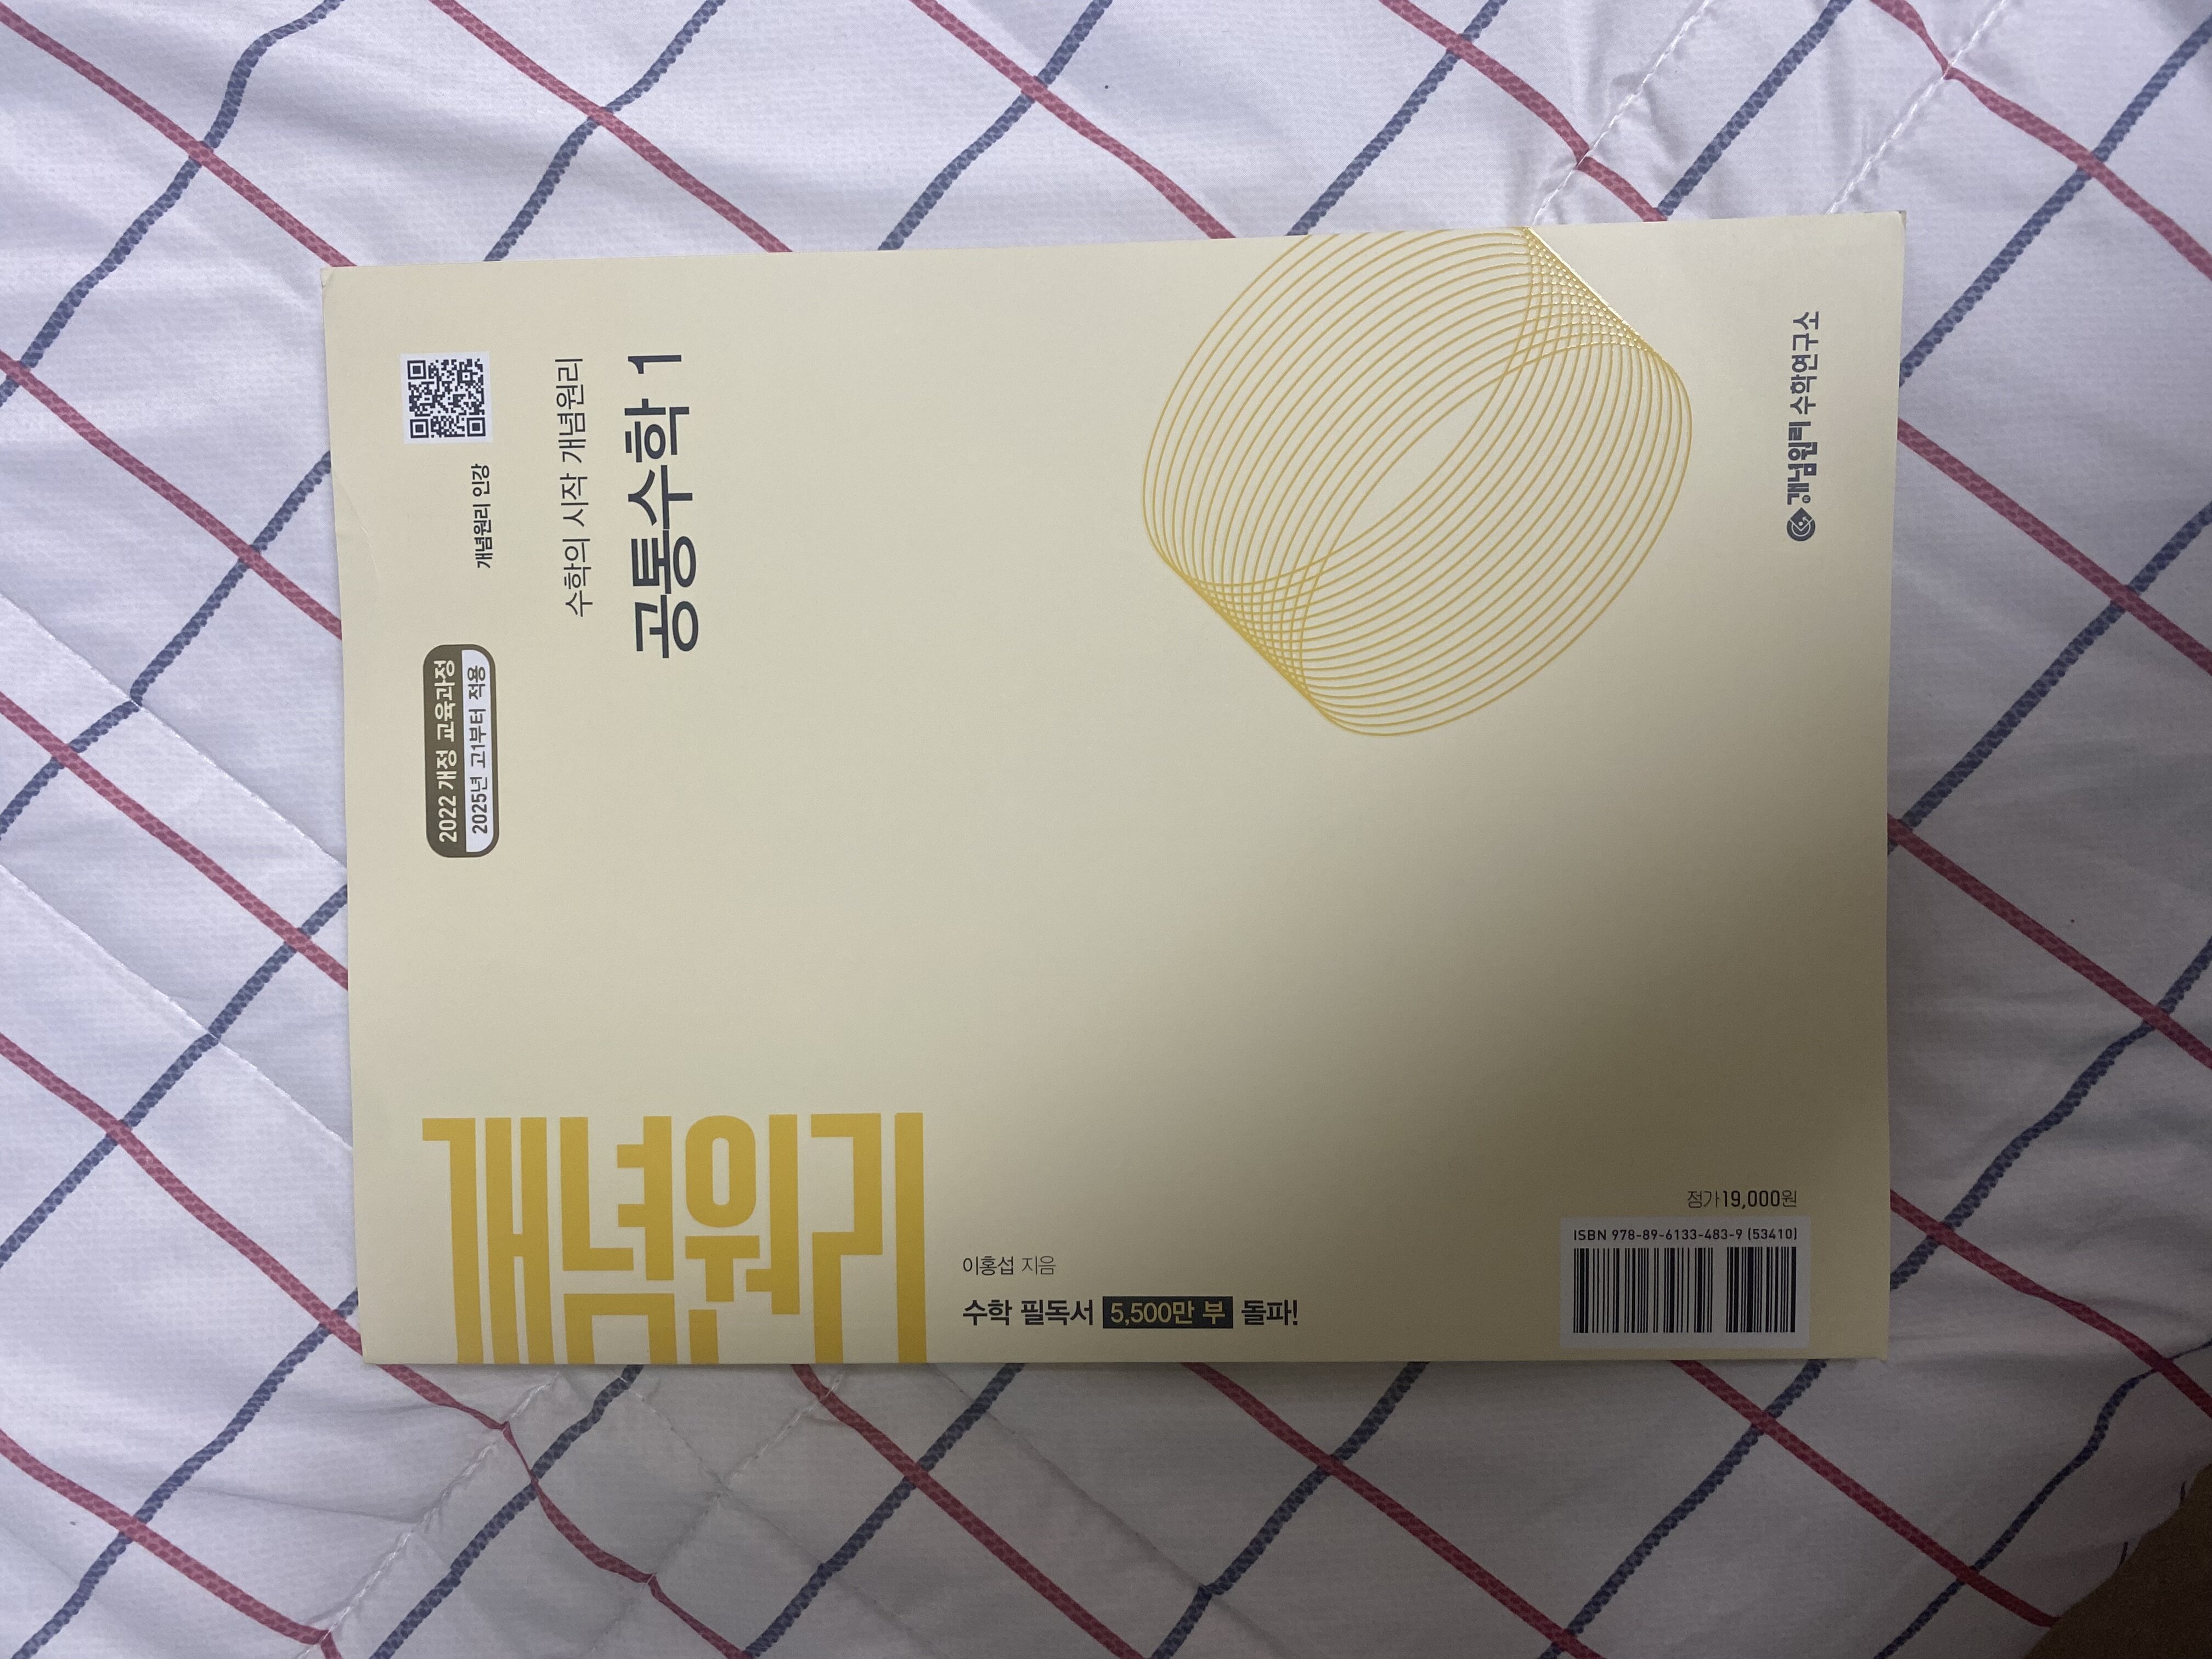 2022 개정 교육과정
2025년 고1부터 적용
개념원리 인강
수학의 시작 개념원리
공통수학 1
개념원리
이홍섭 지음
수학 필독서 5,500만 부 돌파!
개념원리 수학연구소
정가 19,000원
ISBN 978-89-6133-483-9 (53410)